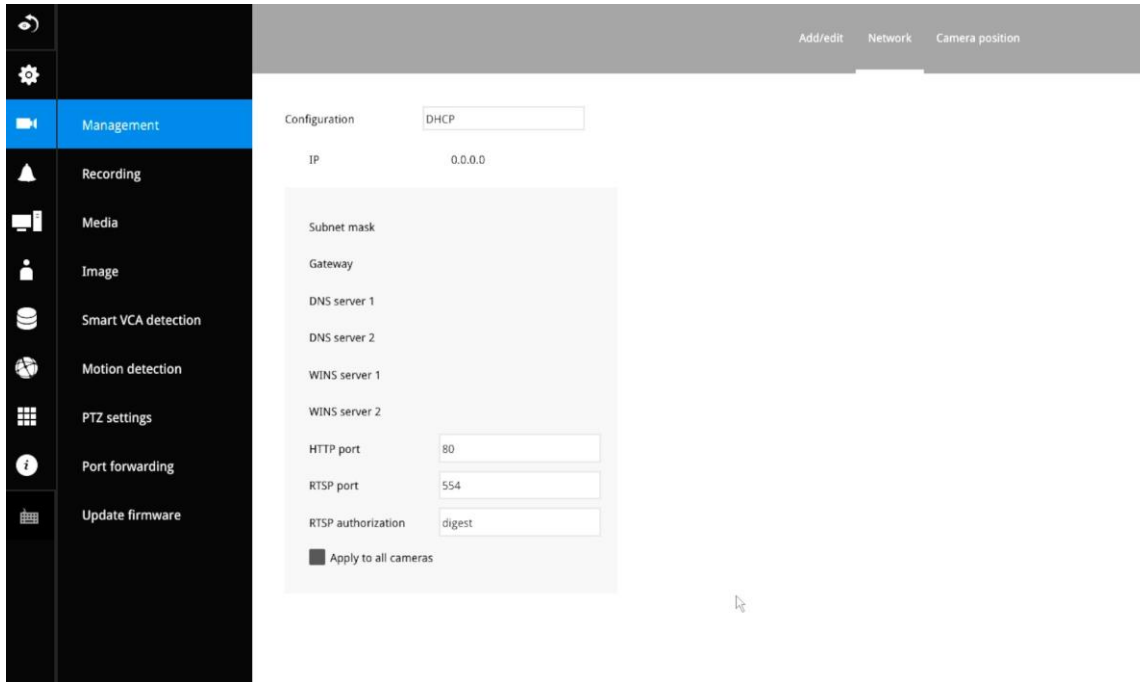 Add/edit Network Camera position
Management
Recording
Media
Image
Smart VCA detection
Motion detection
PTZ settings
Port forwarding
Update firmware
Configuration DHCP
IP 0.0.0.0
Subnet mask
Gateway
DNS server 1
DNS server 2
WINS server 1
WINS server 2
HTTP port 80
RTSP port 554
RTSP authorization digest
Apply to all cameras